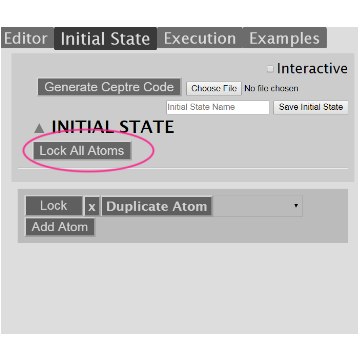 Editor Initial State Execution Examples
Interactive
Generate Ceptre Code Choose File No file chosen
Initial State Name Save Initial State
▲ INITIAL STATE
Lock All Atoms
Lock x Duplicate Atom
Add Atom